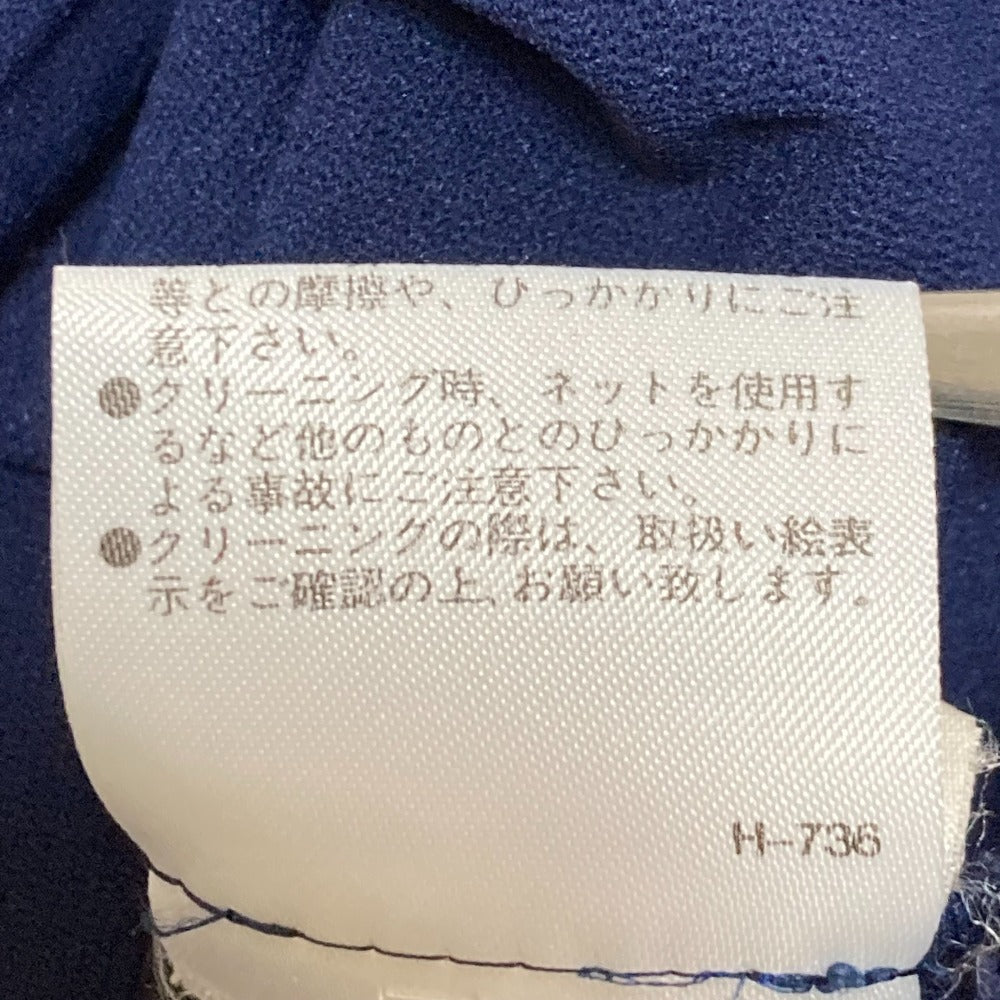 等との摩擦や、ひっかかりにご注
意下さい。
●クリーニング時、ネットを使用す
るなど他のものとのひっかかりに
よる事故にご注意下さい。
●クリーニングの際は、取扱い絵表
示をご確認の上、お願い致します。
H-736